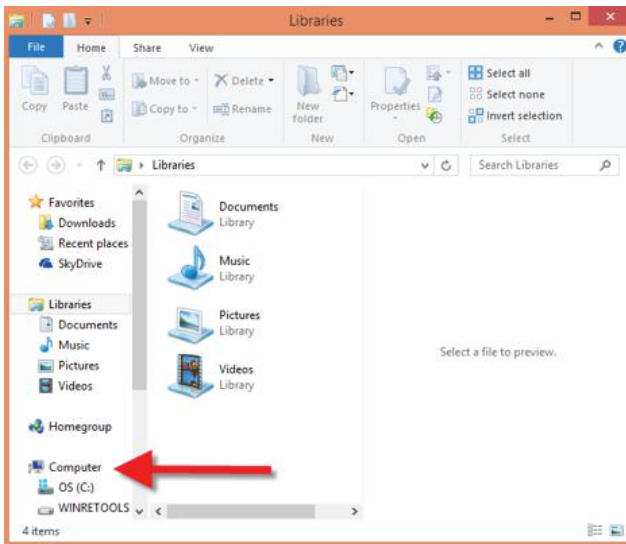 Libraries
File Home Share View
Copy Paste Move to Copy to Delete Rename New folder Properties Select all Select none Invert selection
Clipboard Organize New Open Select
Libraries Search Libraries
Favorites
Downloads
Recent places
SkyDrive
Libraries
Documents
Music
Pictures
Videos
Homegroup
Computer
OS (C:)
WINRETOOLS
Documents
Library
Music
Library
Pictures
Library
Videos
Library
Select a file to preview.
4 items